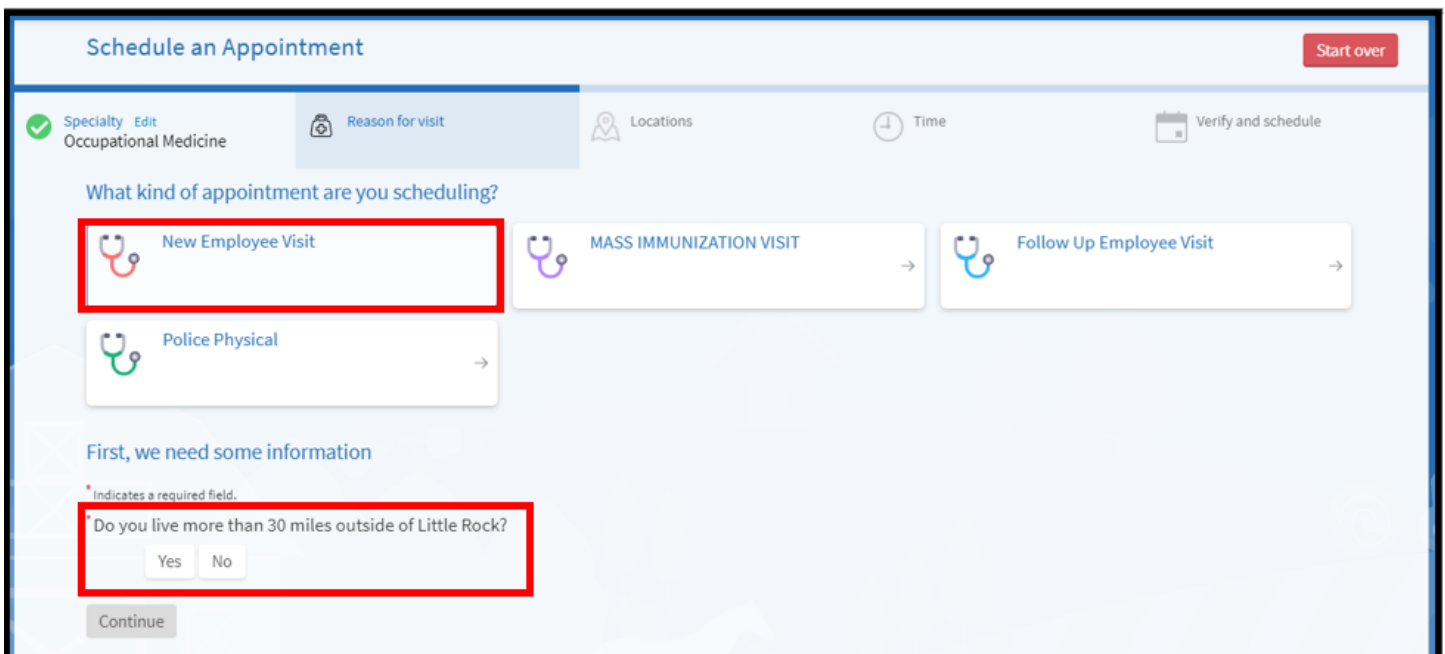 Schedule an Appointment
Start over
Specialty Edit
Occupational Medicine
Reason for visit
Locations
Time
Verify and schedule
What kind of appointment are you scheduling?
New Employee Visit
MASS IMMUNIZATION VISIT
Follow Up Employee Visit
Police Physical
First, we need some information
*Indicates a required field.
*Do you live more than 30 miles outside of Little Rock?
Yes No
Continue